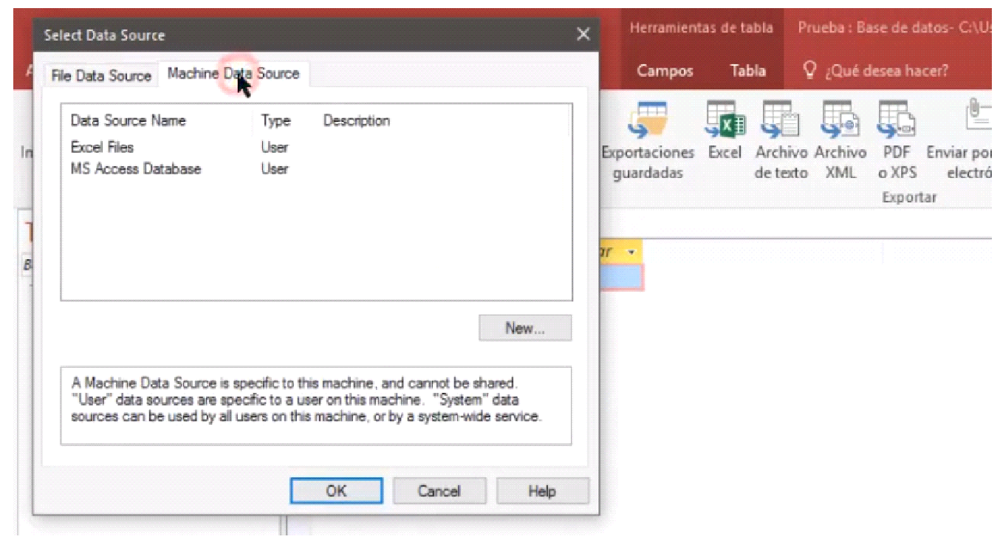 Select Data Source
File Data Source
Machine Data Source
Data Source Name Type Description
Excel Files User
MS Access Database User
New...
A Machine Data Source is specific to this machine, and cannot be shared.
"User" data sources are specific to a user on this machine. "System" data
sources can be used by all users on this machine, or by a system-wide service.
OK Cancel Help
Herramientas de tabla Prueba : Base de datos- C:\Us
Campos Tabla ¿Qué desea hacer?
Exportaciones Excel Archivo Archivo PDF Enviar por
guardadas de texto XML o XPS electró
Exportar
ar